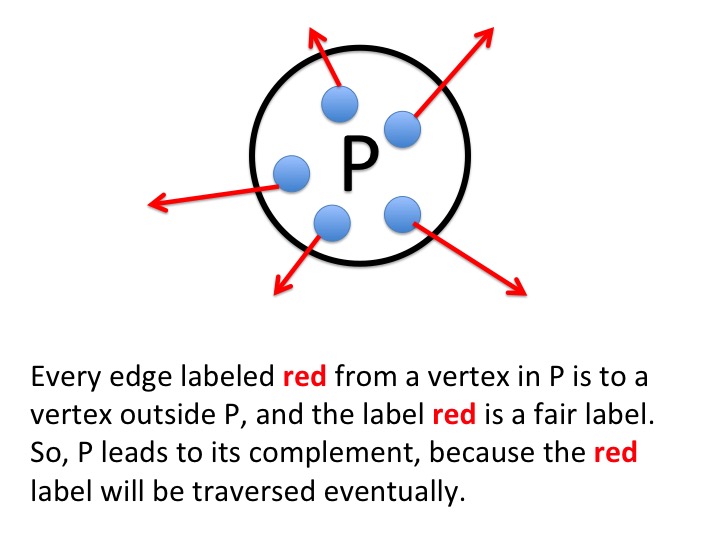 P
Every edge labeled red from a vertex in P is to a
vertex outside P, and the label red is a fair label.
So, P leads to its complement, because the red
label will be traversed eventually.